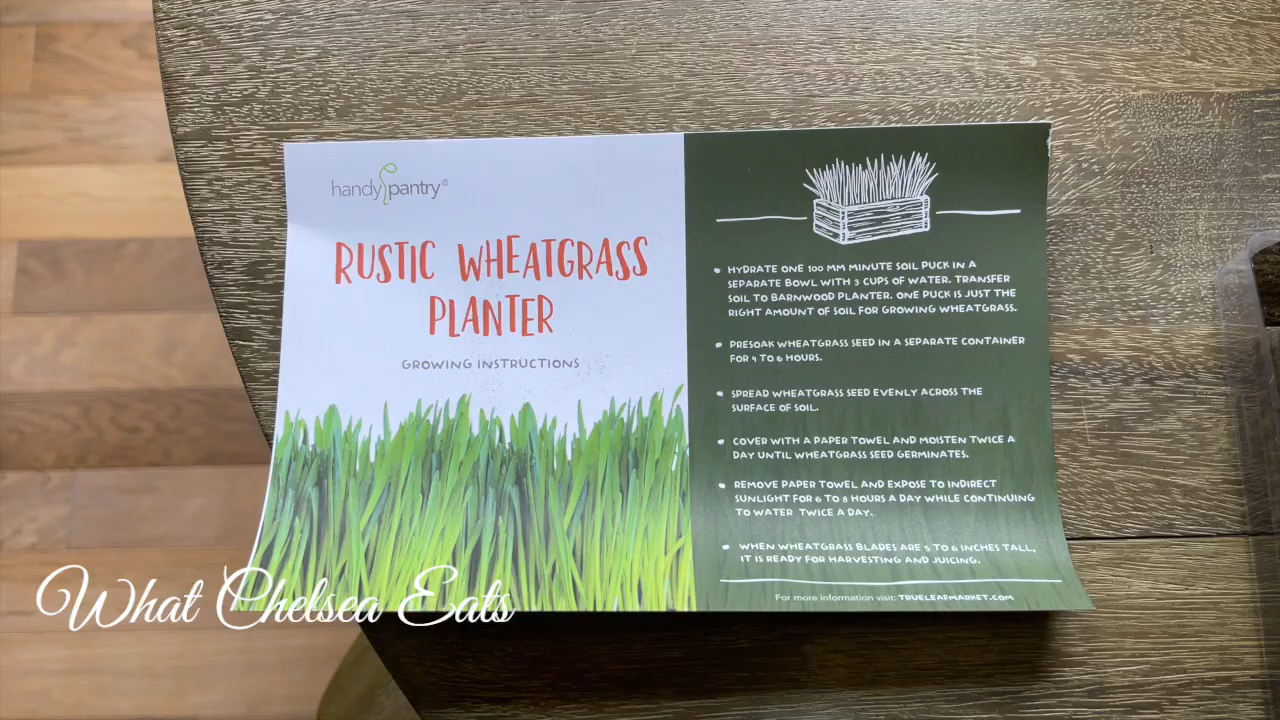 handypantry®
RUSTIC WHEATGRASS
PLANTER
GROWING INSTRUCTIONS
• HYDRATE ONE 100 MM MINUTE SOIL PUCK IN A
SEPARATE BOWL WITH 3 CUPS OF WATER. TRANSFER
SOIL TO BARNWOOD PLANTER. ONE PUCK IS JUST THE
RIGHT AMOUNT OF SOIL FOR GROWING WHEATGRASS.
• PRESOAK WHEATGRASS SEED IN A SEPARATE CONTAINER
FOR 4 TO 6 HOURS.
• SPREAD WHEATGRASS SEED EVENLY ACROSS THE
SURFACE OF SOIL.
• COVER WITH A PAPER TOWEL AND MOISTEN TWICE A
DAY UNTIL WHEATGRASS SEED GERMINATES.
• REMOVE PAPER TOWEL AND EXPOSE TO INDIRECT
SUNLIGHT FOR 6 TO 8 HOURS A DAY WHILE CONTINUING
TO WATER TWICE A DAY.
• WHEN WHEATGRASS BLADES ARE 5 TO 6 INCHES TALL,
IT IS READY FOR HARVESTING AND JUICING.
For more information visit: TRUELEAFMARKET.COM
What Chelsea Eats